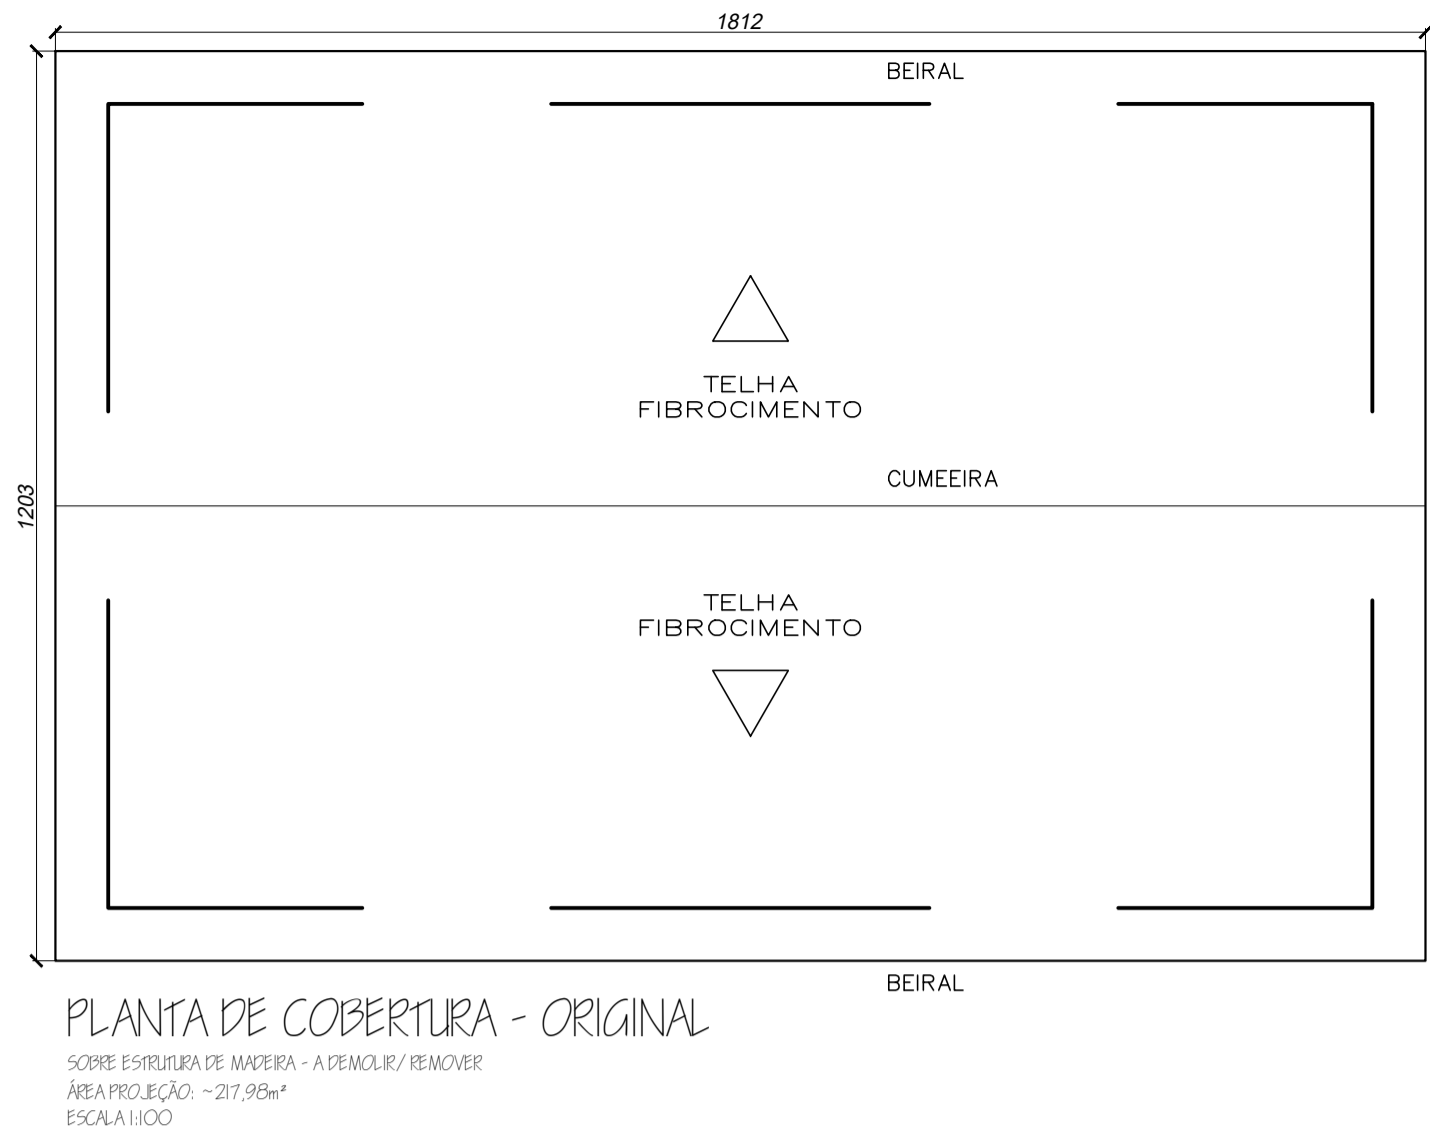 1812
BEIRAL
TELHA
FIBROCIMENTO
CUMEEIRA
1203
TELHA
FIBROCIMENTO
BEIRAL
PLANTA DE COBERTURA - ORIGINAL
SOBRE ESTRUTURA DE MADEIRA - A DEMOLIR/ REMOVER
ÁREA PROJEÇÃO: ~217,98m²
ESCALA 1:100